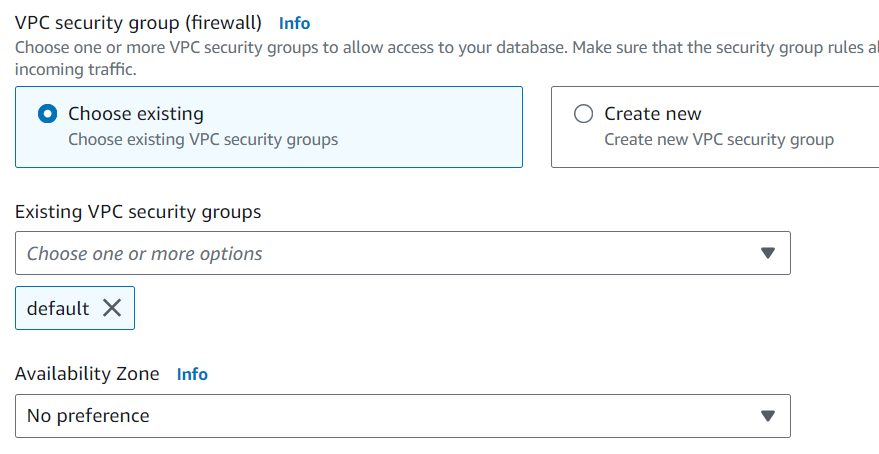 VPC security group (firewall) Info
Choose one or more VPC security groups to allow access to your database. Make sure that the security group rules
incoming traffic.
Choose existing
Choose existing VPC security groups
Create new
Create new VPC security group
Existing VPC security groups
Choose one or more options
default
Availability Zone Info
No preference